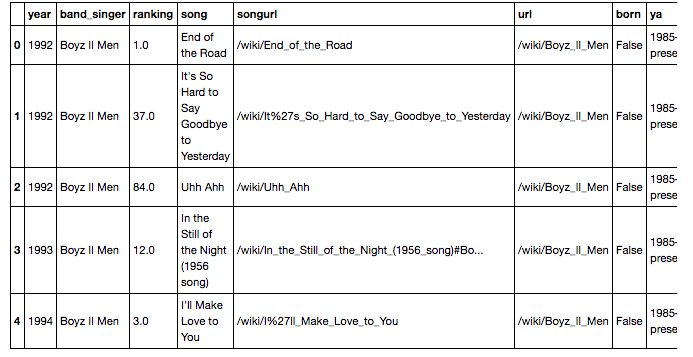 year band_singer ranking song songurl url born ya
0 1992 Boyz II Men 1.0 End of the Road /wiki/End_of_the_Road /wiki/Boyz_II_Men False 1985- prese
1 1992 Boyz II Men 37.0 It's So Hard to Say Goodbye to Yesterday /wiki/It%27s_So_Hard_to_Say_Goodbye_to_Yesterday /wiki/Boyz_II_Men False 1985- prese
2 1992 Boyz II Men 84.0 Uhh Ahh /wiki/Uhh_Ahh /wiki/Boyz_II_Men False 1985- prese
3 1993 Boyz II Men 12.0 In the Still of the Night (1956 song) /wiki/In_the_Still_of_the_Night_(1956_song)#Bo... /wiki/Boyz_II_Men False 1985- prese
4 1994 Boyz II Men 3.0 I'll Make Love to You /wiki/I%27ll_Make_Love_to_You /wiki/Boyz_II_Men False 1985- prese